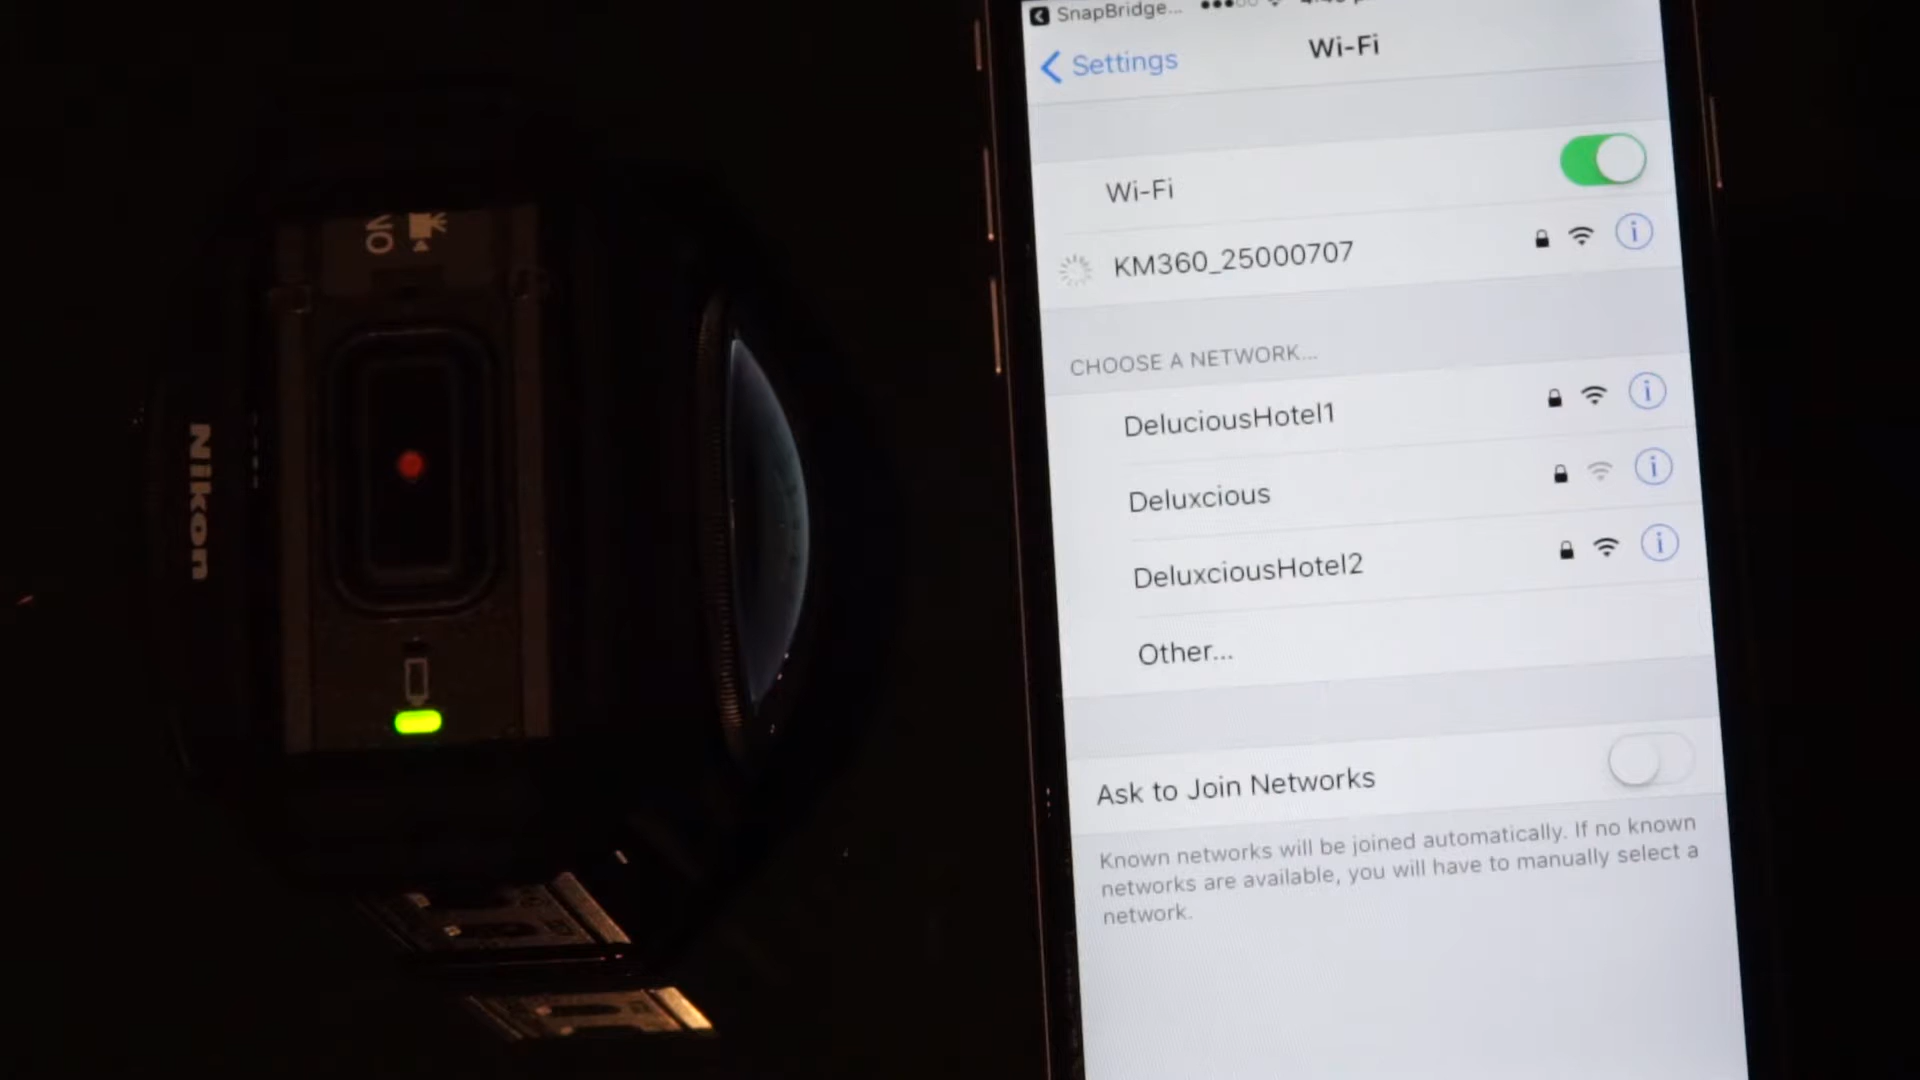 SnapBridge...
Settings
Wi-Fi
Wi-Fi
KM360_25000707
CHOOSE A NETWORK...
DeluciousHotel1
Deluxcious
DeluxciousHotel2
Other...
Ask to Join Networks
Known networks will be joined automatically. If no known
networks are available, you will have to manually select a
network.
Nikon